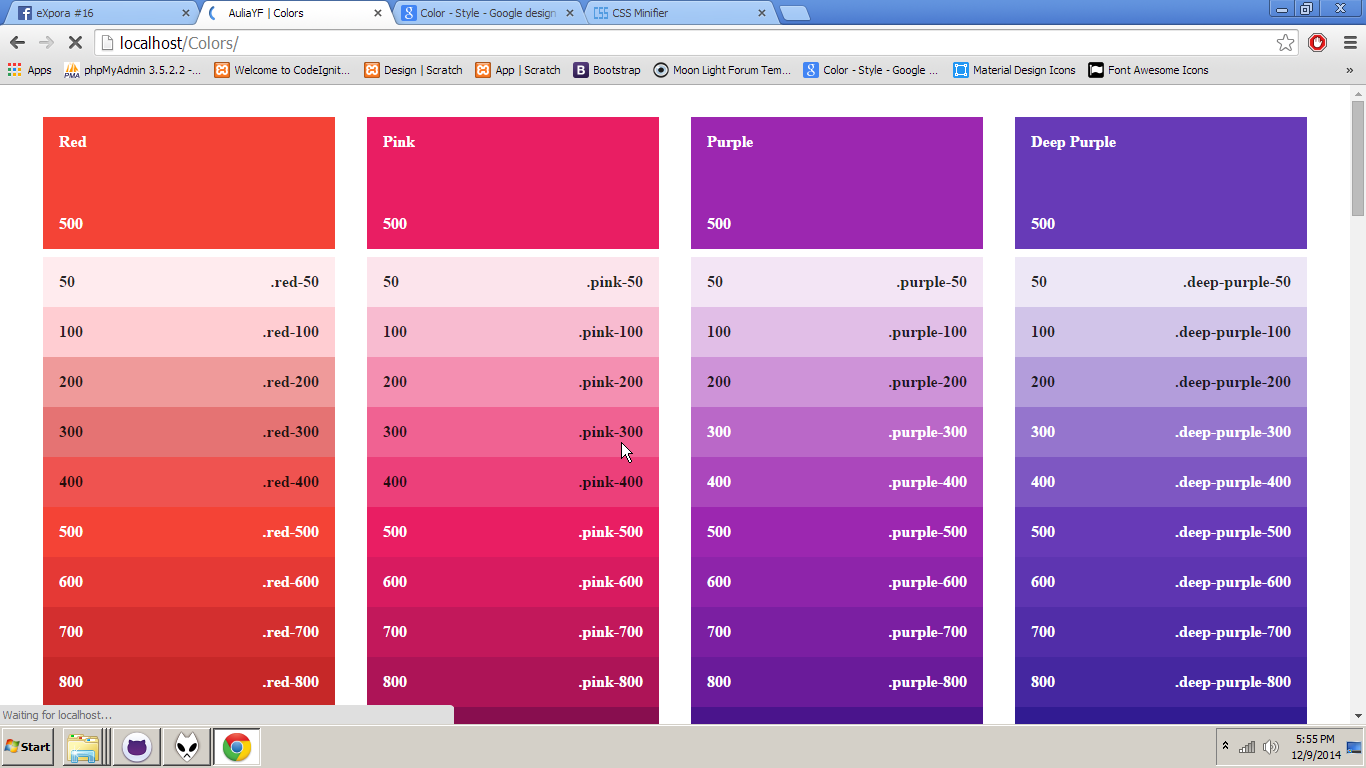 eXpora #16
AuliaYF | Colors
Color - Style - Google design
CSS Minifier
localhost/Colors/
Apps
phpMyAdmin 3.5.2.2 -...
Welcome to CodeIgnit...
Design | Scratch
App | Scratch
Bootstrap
Moon Light Forum Tem...
Color - Style - Google ...
Material Design Icons
Font Awesome Icons
»
Red
500
50 .red-50
100 .red-100
200 .red-200
300 .red-300
400 .red-400
500 .red-500
600 .red-600
700 .red-700
800 .red-800
Pink
500
50 .pink-50
100 .pink-100
200 .pink-200
300 .pink-300
400 .pink-400
500 .pink-500
600 .pink-600
700 .pink-700
800 .pink-800
Purple
500
50 .purple-50
100 .purple-100
200 .purple-200
300 .purple-300
400 .purple-400
500 .purple-500
600 .purple-600
700 .purple-700
800 .purple-800
Deep Purple
500
50 .deep-purple-50
100 .deep-purple-100
200 .deep-purple-200
300 .deep-purple-300
400 .deep-purple-400
500 .deep-purple-500
600 .deep-purple-600
700 .deep-purple-700
800 .deep-purple-800
Waiting for localhost...
Start
5:55 PM
12/9/2014